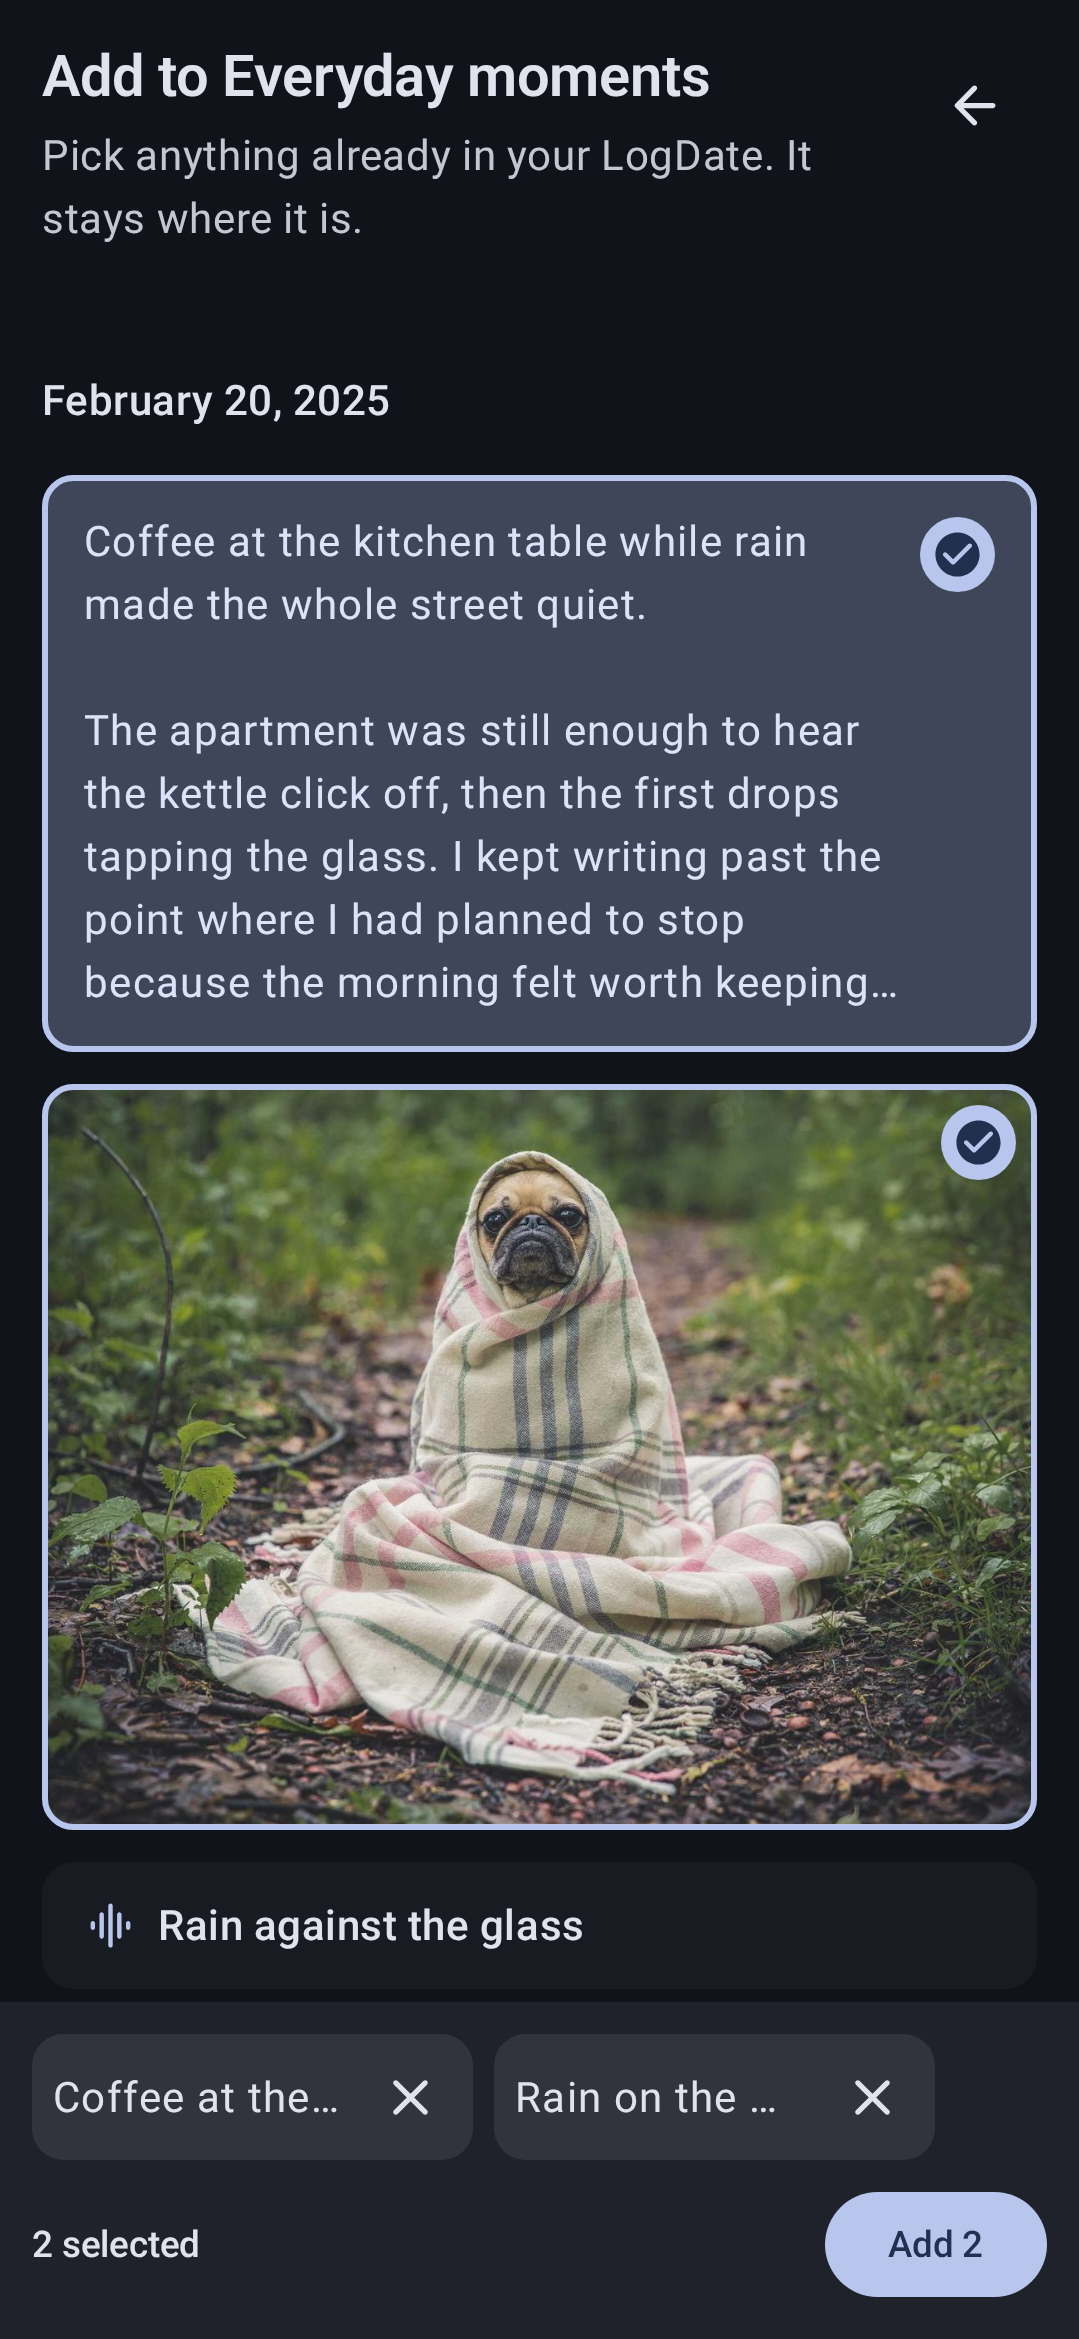 Add to Everyday moments
Pick anything already in your LogDate. It
stays where it is.
February 20, 2025
Coffee at the kitchen table while rain
made the whole street quiet.
The apartment was still enough to hear
the kettle click off, then the first drops
tapping the glass. I kept writing past the
point where I had planned to stop
because the morning felt worth keeping…
Rain against the glass
Coffee at the…
Rain on the …
2 selected
Add 2